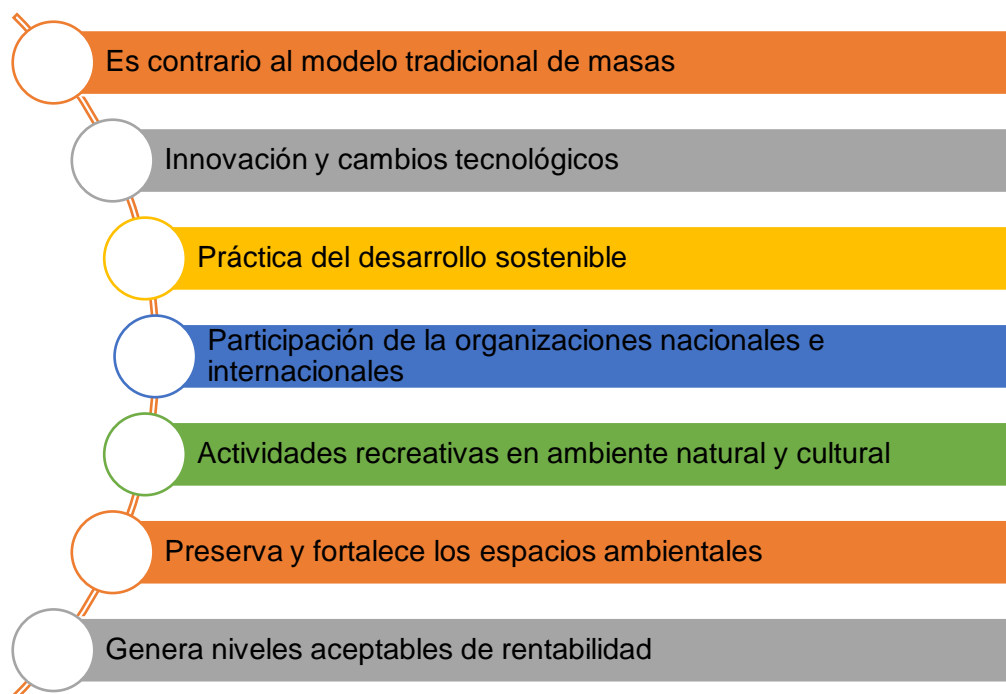 Es contrario al modelo tradicional de masas
Innovación y cambios tecnológicos
Práctica del desarrollo sostenible
Participación de la organizaciones nacionales e
internacionales
Actividades recreativas en ambiente natural y cultural
Preserva y fortalece los espacios ambientales
Genera niveles aceptables de rentabilidad